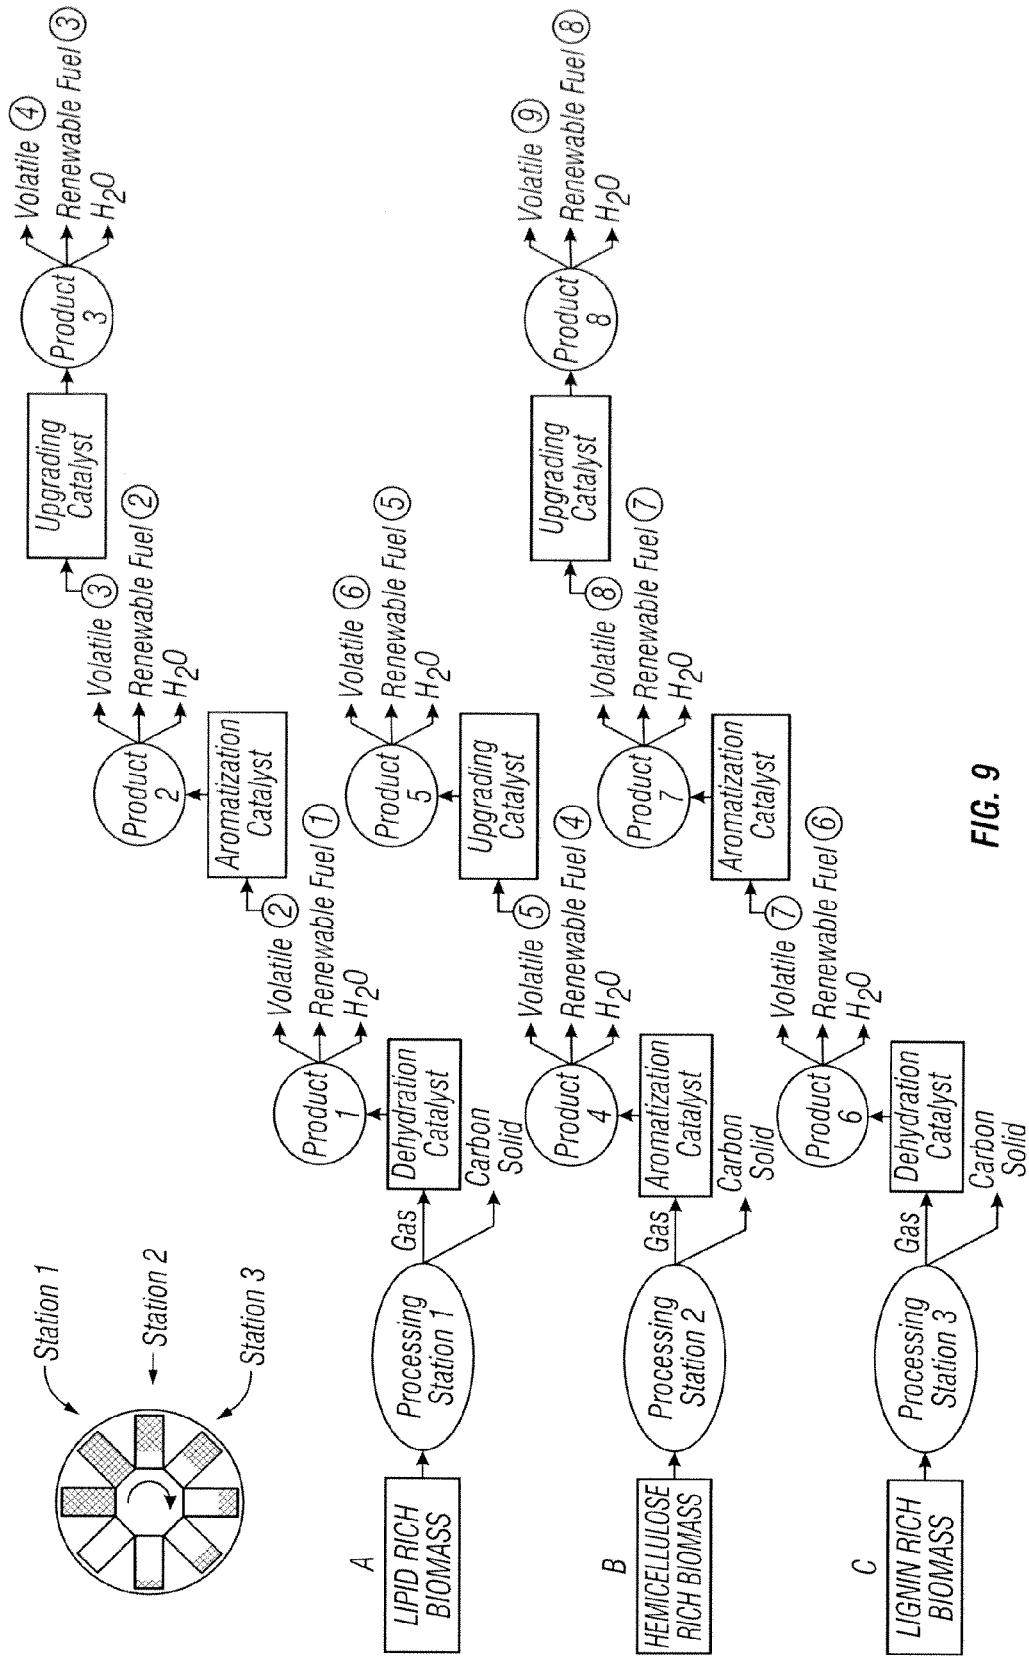 Station 1
Station 2
Station 3
A
LIPID RICH
BIOMASS
Processing
Station 1
Gas
Carbon
Solid
Dehydration
Catalyst
Product
1
Volatile 2
Renewable Fuel 1
H2O
Aromatization
Catalyst
Product
2
Volatile 3
Renewable Fuel 2
H2O
Upgrading
Catalyst
Product
3
Volatile 4
Renewable Fuel 3
H2O
B
HEMICELLULOSE
RICH BIOMASS
Processing
Station 2
Gas
Carbon
Solid
Aromatization
Catalyst
Product
4
Volatile 5
Renewable Fuel 4
H2O
Upgrading
Catalyst
Product
5
Volatile 6
Renewable Fuel 5
H2O
C
LIGNIN RICH
BIOMASS
Processing
Station 3
Gas
Carbon
Solid
Dehydration
Catalyst
Product
6
Volatile 7
Renewable Fuel 6
H2O
Aromatization
Catalyst
Product
7
Volatile 8
Renewable Fuel 7
H2O
Upgrading
Catalyst
Product
8
Volatile 9
Renewable Fuel 8
H2O
FIG. 9